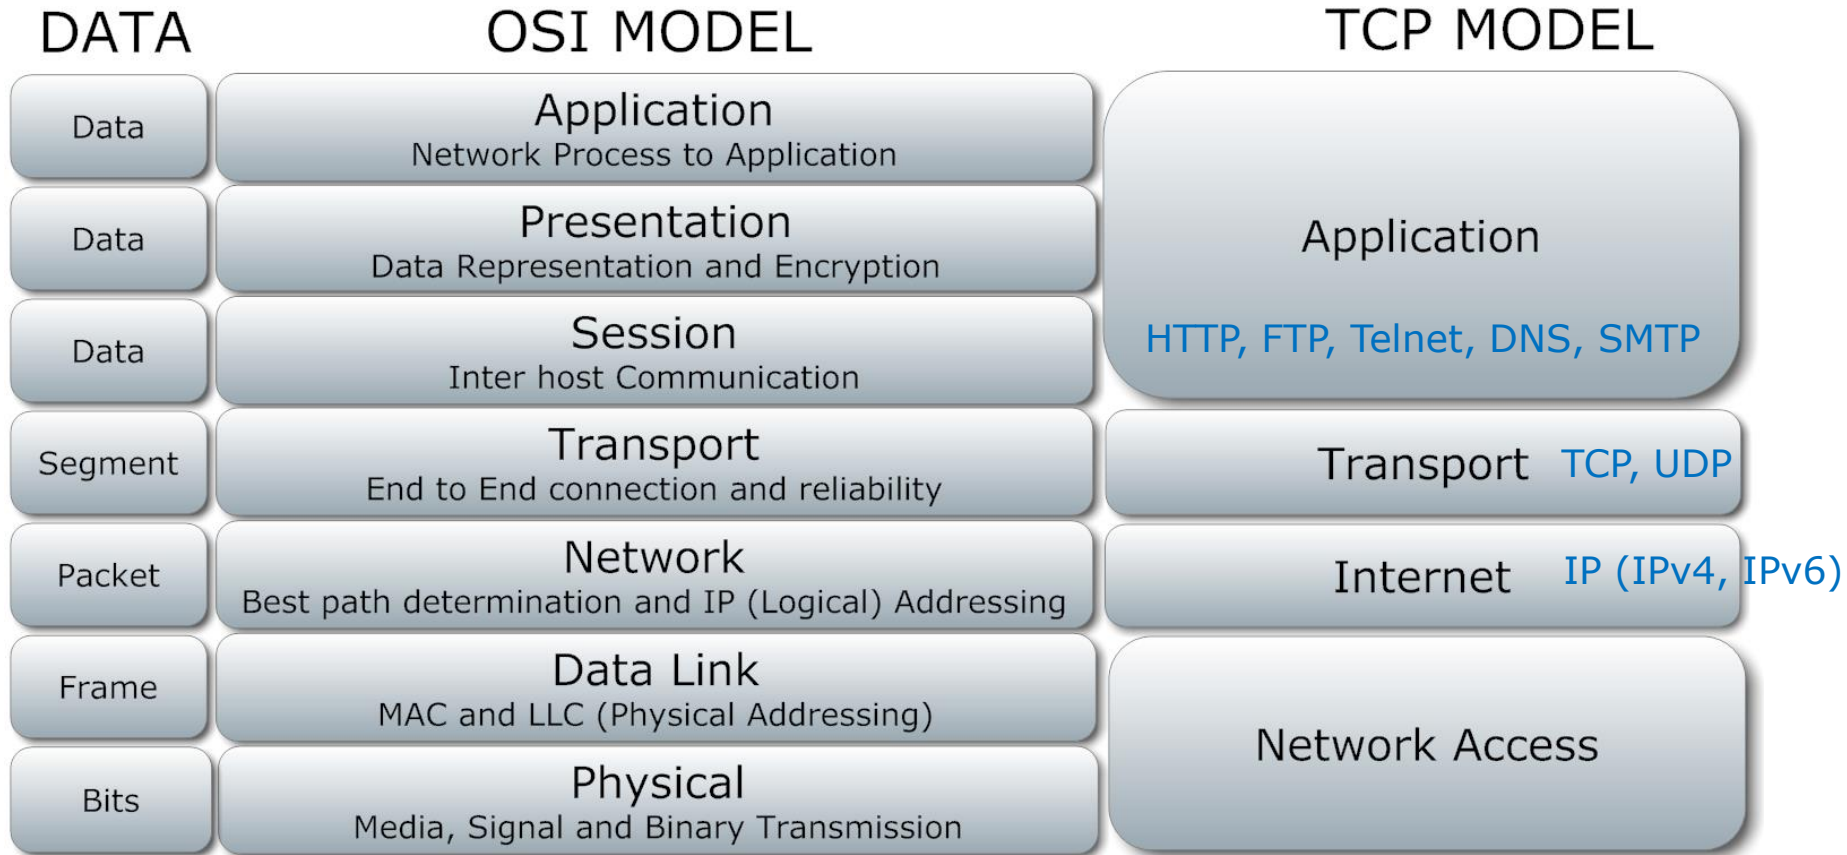 DATA
OSI MODEL
TCP MODEL
Data
Application
Network Process to Application
Data
Presentation
Data Representation and Encryption
Application
Data
Session
Inter host Communication
HTTP, FTP, Telnet, DNS, SMTP
Segment
Transport
End to End connection and reliability
Transport
TCP, UDP
Packet
Network
Best path determination and IP (Logical) Addressing
Internet
IP (IPv4, IPv6)
Frame
Data Link
MAC and LLC (Physical Addressing)
Network Access
Bits
Physical
Media, Signal and Binary Transmission